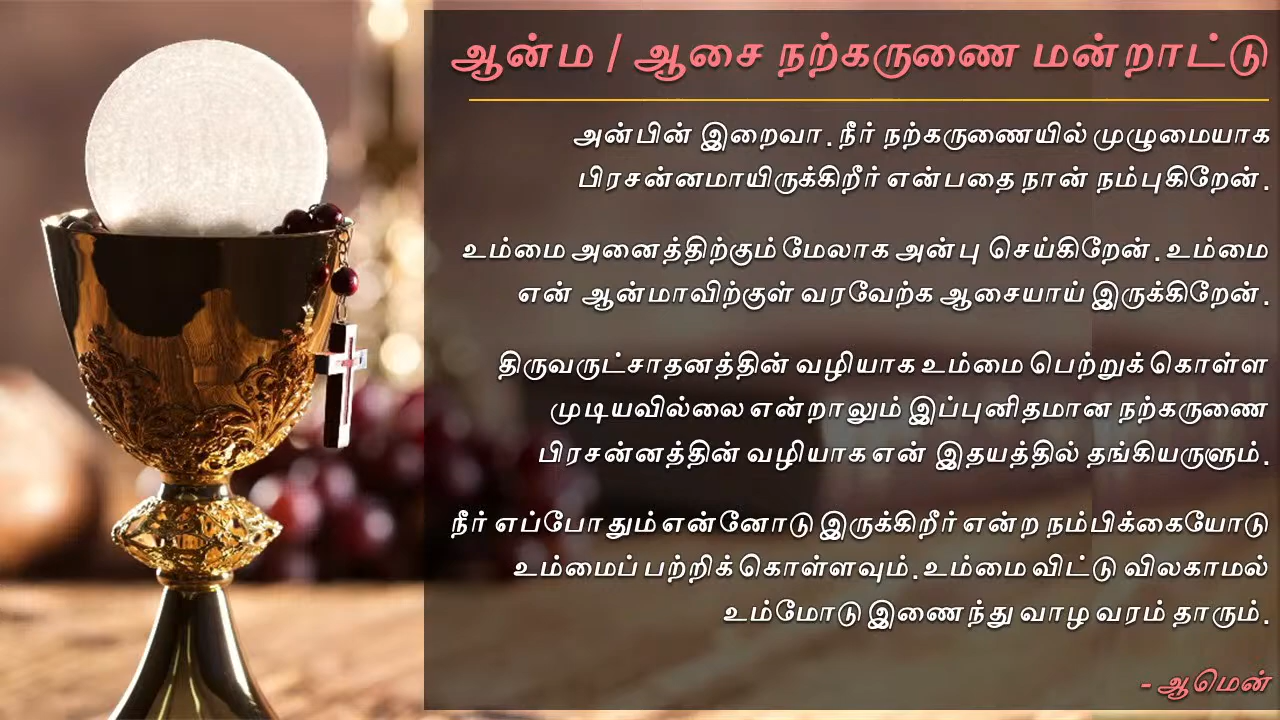 ஆன்ம / ஆசை நற்கருணை மன்றாட்டு
அன்பின் இறைவா . நீர் நற்கருணையில் முழுமையாக
பிரசன்னமாயிருக்கிறீர் என்பதை நான் நம்புகிறேன் .
உம்மை அனைத்திற்கும் மேலாக அன்பு செய்கிறேன் . உம்மை
என் ஆன்மாவிற்குள் வரவேற்க ஆசையாய் இருக்கிறேன் .
திருவருட்சாதனத்தின் வழியாக உம்மை பெற்றுக் கொள்ள
முடியவில்லை என்றாலும் இப்புனிதமான நற்கருணை
பிரசன்னத்தின் வழியாக என் இதயத்தில் தங்கியருளும் .
நீர் எப்போதும் என்னோடு இருக்கிறீர் என்ற நம்பிக்கையோடு
உம்மைப் பற்றிக் கொள்ளவும் . உம்மை விட்டு விலகாமல்
உம்மோடு இணைந்து வாழ வரம் தாரும் .
- ஆமென்